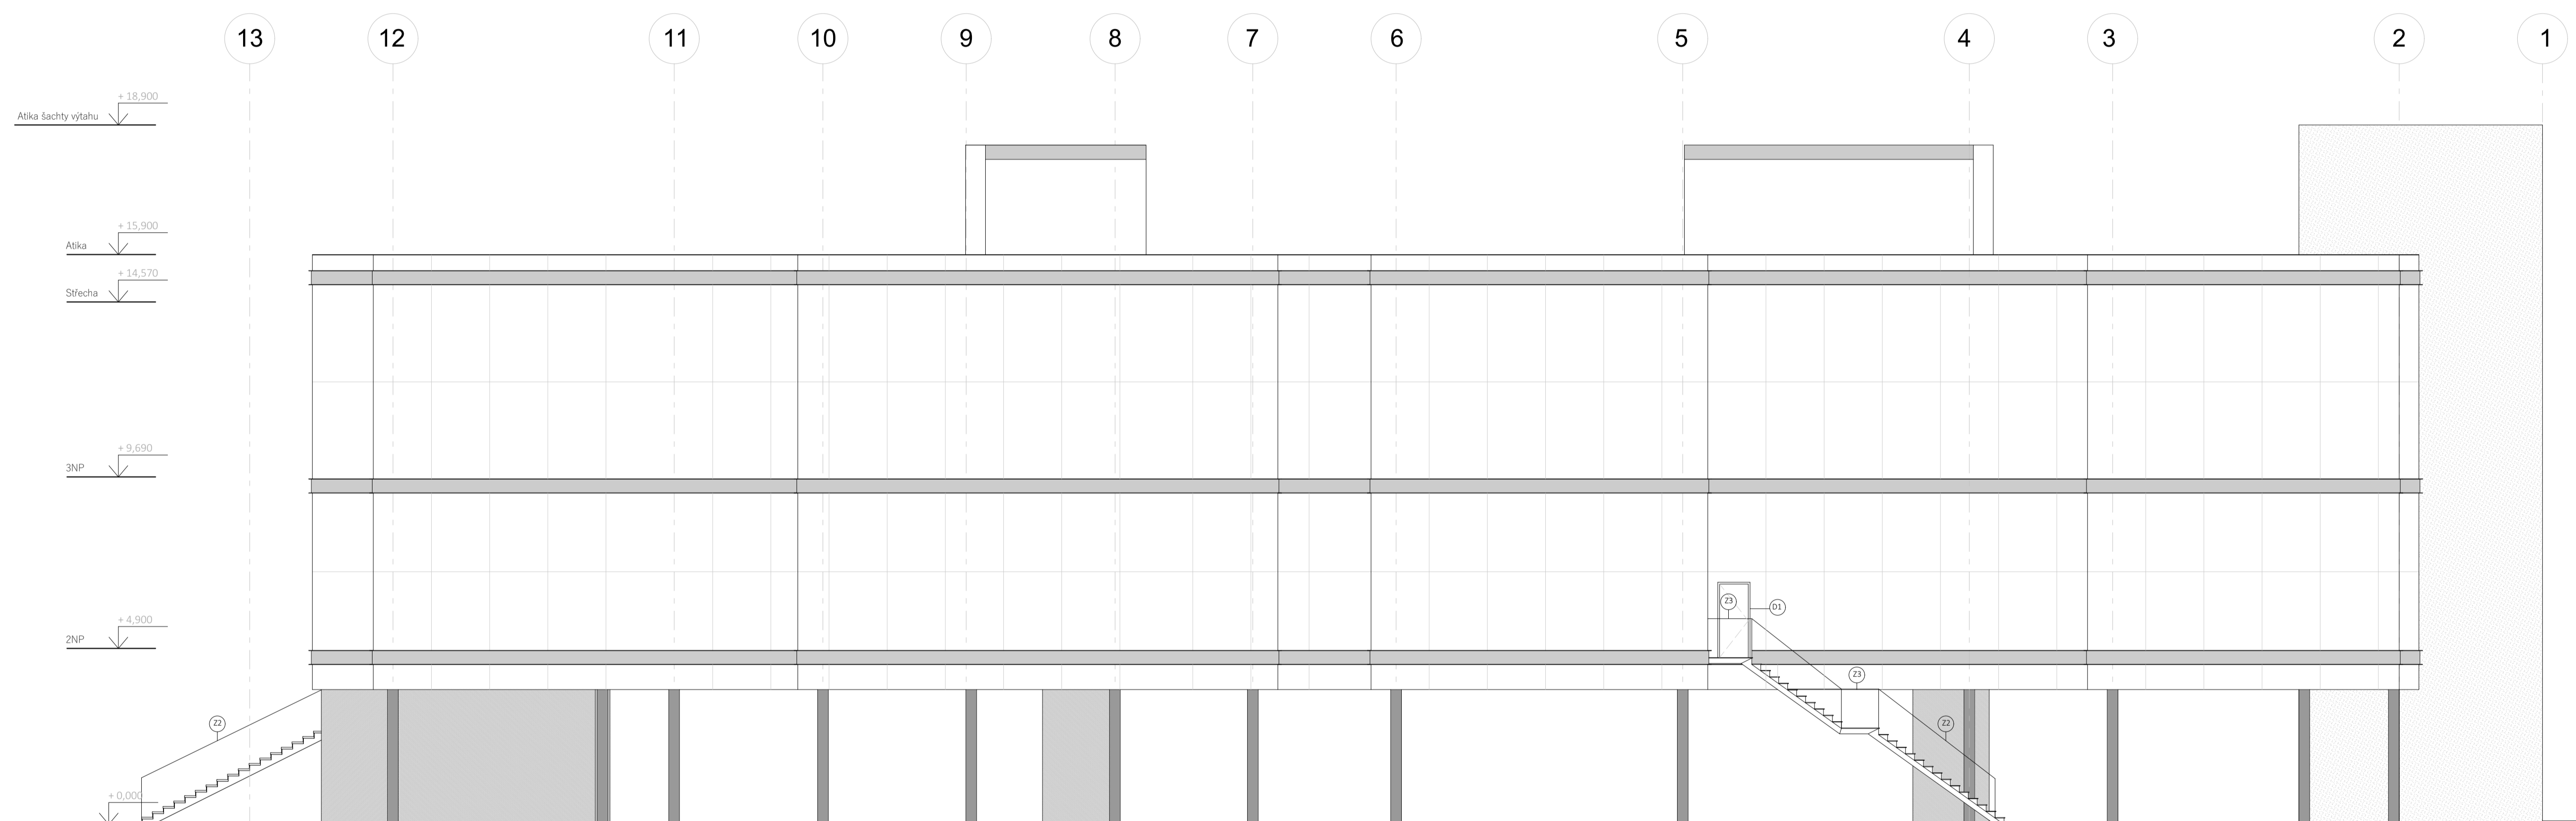 13 12 11 10 9 8 7 6 5 4 3 2 1
+ 18,900
Atika šachty výtahu
+ 15,900
Atika
+ 14,570
Střecha
+ 9,690
3NP
Z3
D1
+ 4,900
2NP
Z3
Z2
Z2
+ 0,000